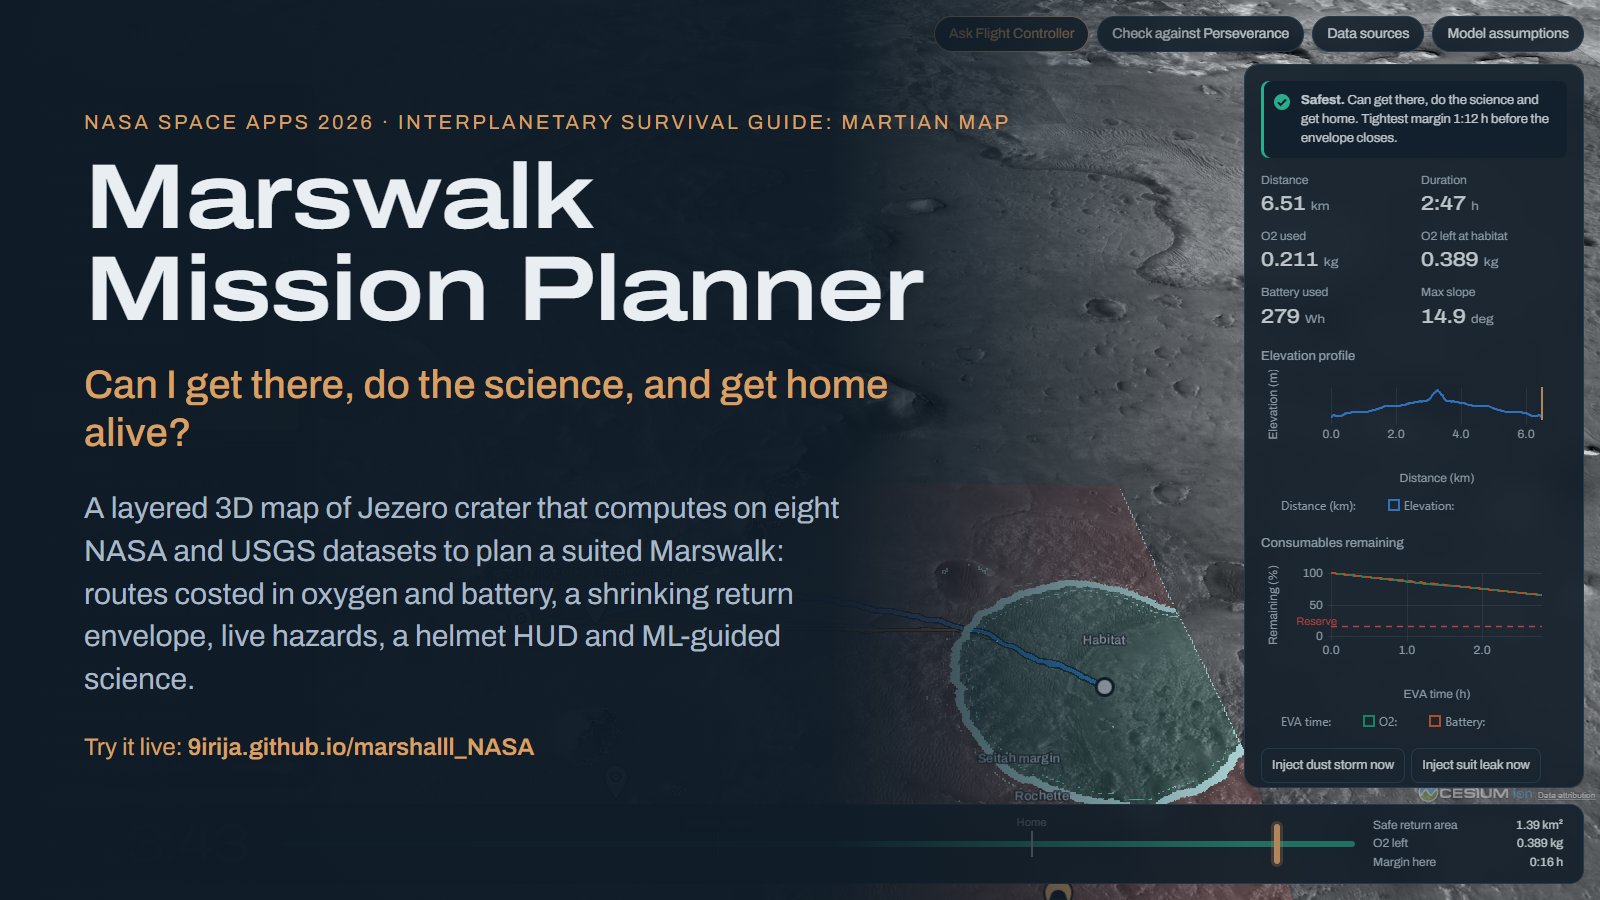 Ask Flight Controller
Check against Perseverance
Data sources
Model assumptions
NASA SPACE APPS 2026 · INTERPLANETARY SURVIVAL GUIDE: MARTIAN MAP
Marswalk
Mission Planner
Can I get there, do the science, and get home
alive?
A layered 3D map of Jezero crater that computes on eight
NASA and USGS datasets to plan a suited Marswalk:
routes costed in oxygen and battery, a shrinking return
envelope, live hazards, a helmet HUD and ML-guided
science.
Try it live: 9irija.github.io/marshalll_NASA
Safest. Can get there, do the science and
get home. Tightest margin 1:12 h before the
envelope closes.
Distance Duration
6.51 km 2:47 h
O2 used O2 left at habitat
0.211 kg 0.389 kg
Battery used Max slope
279 Wh 14.9 deg
Elevation profile
Elevation (m)
0.0 2.0 4.0 6.0
Distance (km)
Distance (km): Elevation:
Consumables remaining
Remaining (%)
100
50
Reserve
0
0.0 1.0 2.0
EVA time (h)
EVA time: O2: Battery:
Inject dust storm now Inject suit leak now
Habitat
Seitah margin
Rochette
CESIUM ion Data attribution
3:43
Home
Safe return area 1.39 km²
O2 left 0.389 kg
Margin here 0:16 h